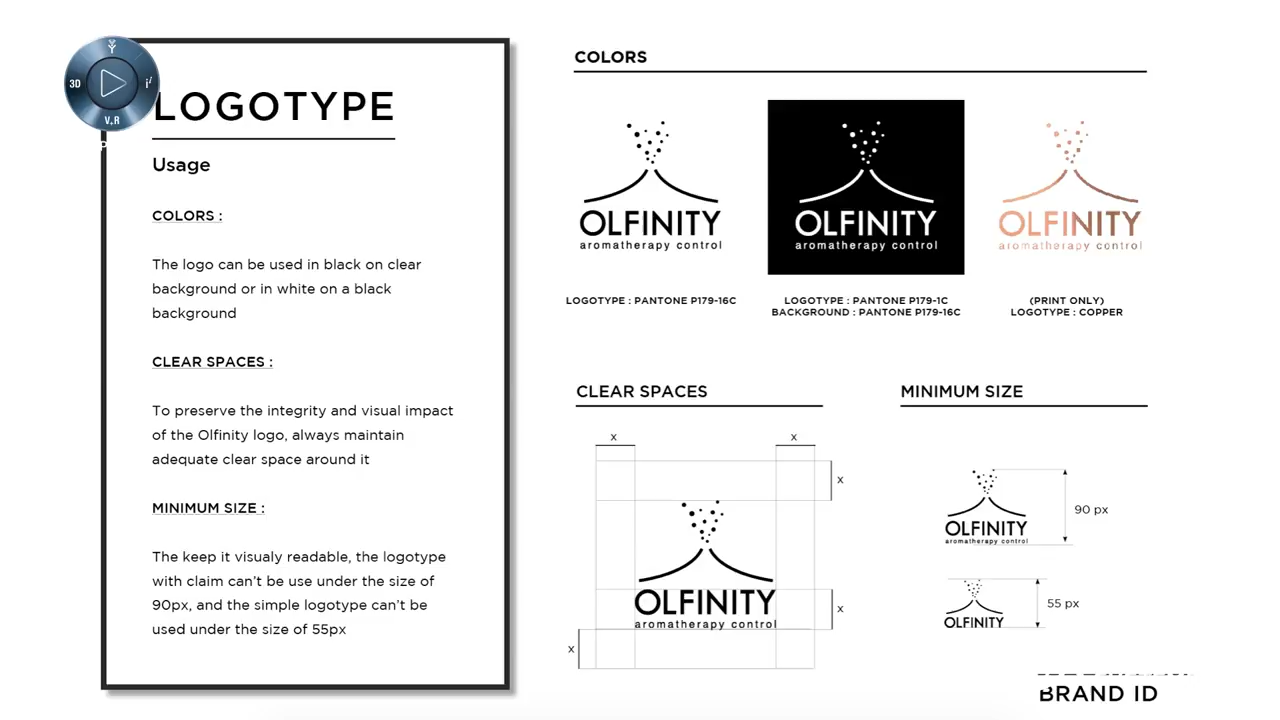 3D
V,R
LOGOTYPE
Usage
COLORS :
The logo can be used in black on clear
background or in white on a black
background
CLEAR SPACES :
To preserve the integrity and visual impact
of the Olfinity logo, always maintain
adequate clear space around it
MINIMUM SIZE :
The keep it visualy readable, the logotype
with claim can't be use under the size of
90px, and the simple logotype can't be
used under the size of 55px
COLORS
OLFINITY
aromatherapy control
LOGOTYPE : PANTONE P179-16C
OLFINITY
aromatherapy control
LOGOTYPE : PANTONE P179-1C
BACKGROUND : PANTONE P179-16C
OLFINITY
aromatherapy control
(PRINT ONLY)
LOGOTYPE : COPPER
CLEAR SPACES
x
x
x
OLFINITY
aromatherapy control
x
x
MINIMUM SIZE
OLFINITY
aromatherapy control
90 px
OLFINITY
55 px
BRAND ID